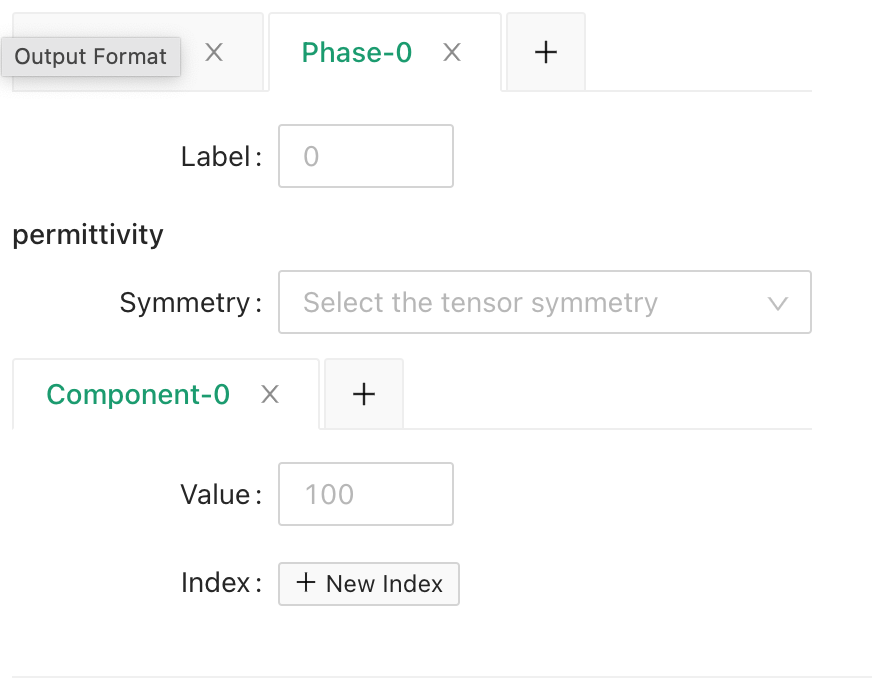 Output Format
Phase-0
Label:
0
permittivity
Symmetry:
Select the tensor symmetry
Component-0
Value:
100
Index:
+ New Index